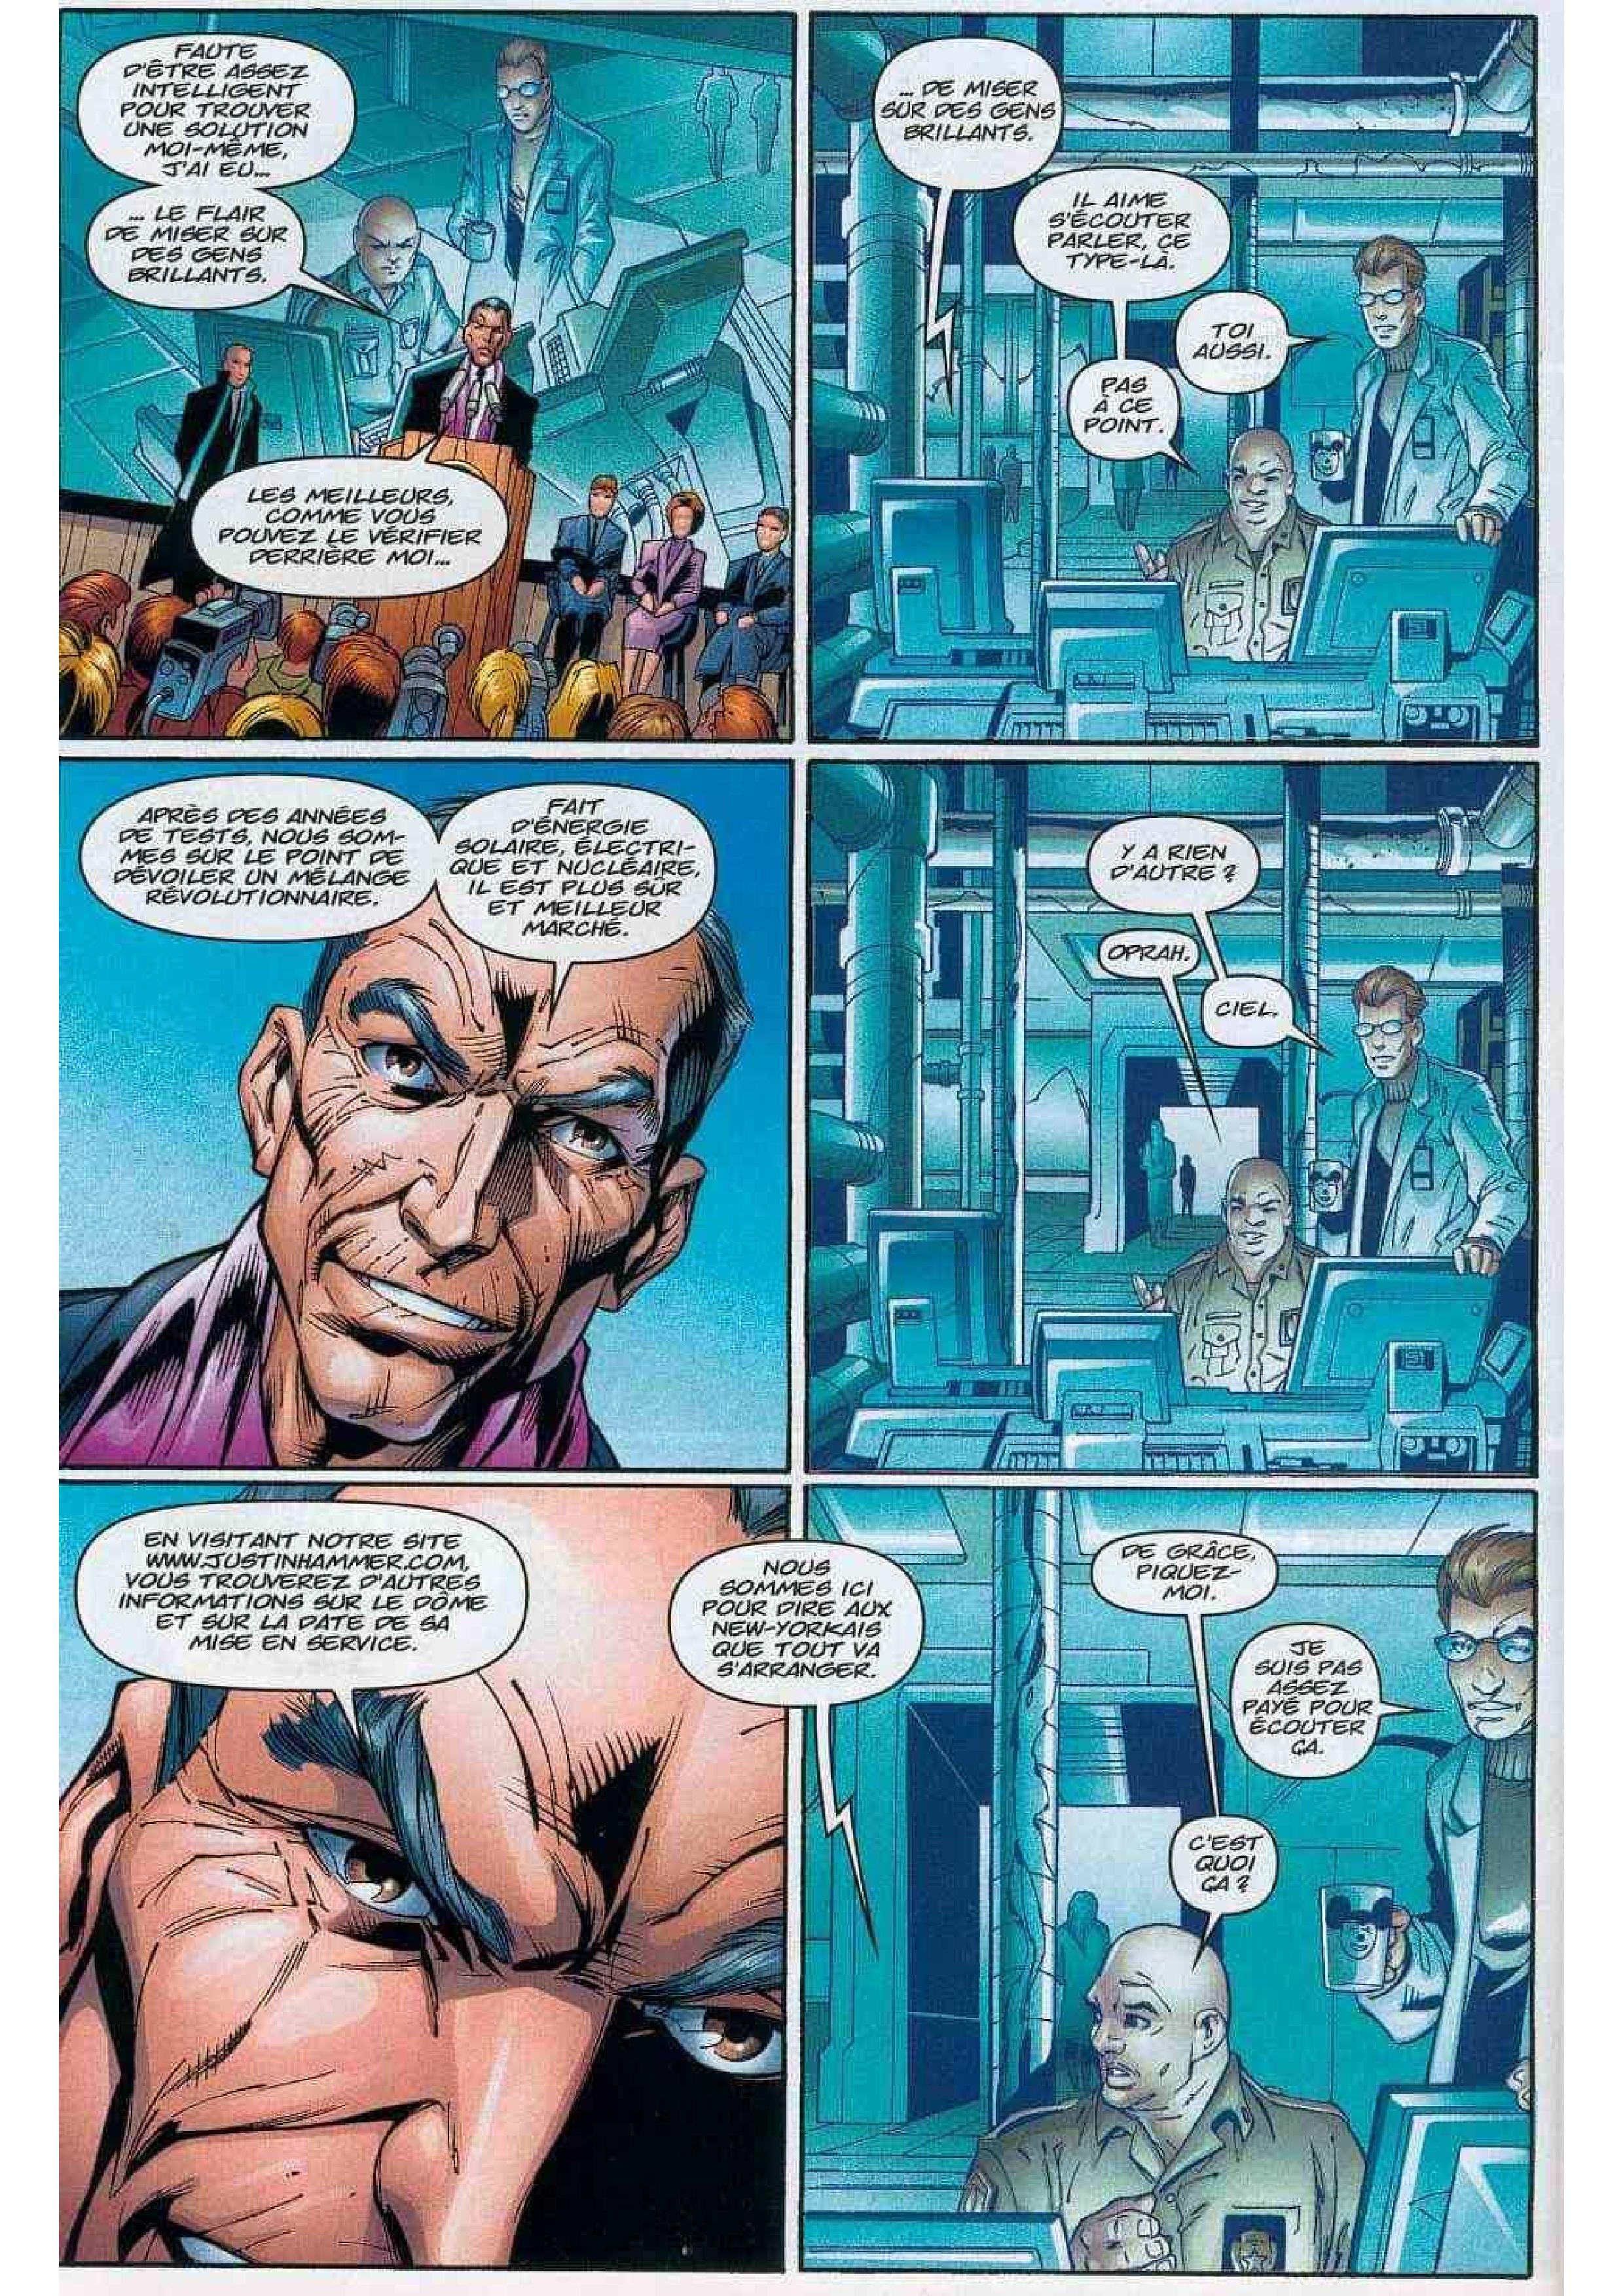 FAUTE
D'ÊTRE ASSEZ
INTELLIGENT
POUR TROUVER
UNE SOLUTION
MOI-MÊME,
J'AI EU...
... LE FLAIR
DE MISER SUR
DES GENS
BRILLANTS.
LES MEILLEURS,
COMME VOUS
POUVEZ LE VÉRIFIER
DERRIÈRE MOI...
... DE MISER
SUR DES GENS
BRILLANTS.
IL AIME
S'ÉCOUTER
PARLER, CE
TYPE-LÀ.
TOI
AUSSI.
PAS
À CE
POINT.
APRÈS DES ANNÉES
DE TESTS, NOUS SOM-
MES SUR LE POINT DE
DÉVOILER UN MÉLANGE
RÉVOLUTIONNAIRE.
FAIT
D'ÉNERGIE
SOLAIRE, ÉLECTRI-
QUE ET NUCLÉAIRE,
IL EST PLUS SÛR
ET MEILLEUR
MARCHÉ.
Y A RIEN
D'AUTRE ?
OPRAH.
CIEL.
EN VISITANT NOTRE SITE
WWW.JUSTINHAMMER.COM,
VOUS TROUVEREZ D'AUTRES
INFORMATIONS SUR LE DÔME
ET SUR LA DATE DE SA
MISE EN SERVICE.
NOUS
SOMMES ICI
POUR DIRE AUX
NEW-YORKAIS
QUE TOUT VA
S'ARRANGER.
DE GRÂCE,
PIQUEZ-
MOI.
JE
SUIS PAS
ASSEZ
PAYÉ POUR
ÉCOUTER
ÇA.
C'EST
QUOI
ÇA ?